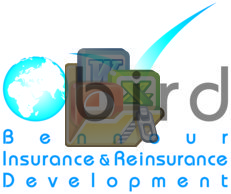 bird
Bennour
Insurance & Reinsurance
Development